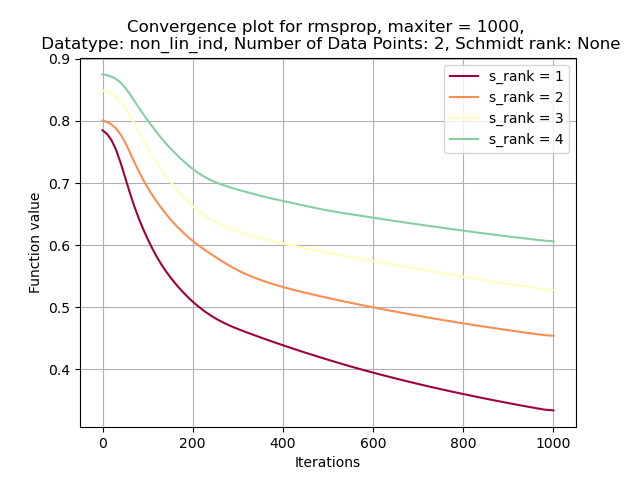 Convergence plot for rmsprop, maxiter = 1000,
Datatype: non_lin_ind, Number of Data Points: 2, Schmidt rank: None
s_rank = 1
s_rank = 2
s_rank = 3
s_rank = 4
Function value
0.9
0.8
0.7
0.6
0.5
0.4
0 200 400 600 800 1000
Iterations